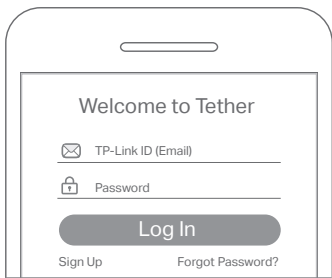 Welcome to Tether
TP-Link ID (Email)
Password
Log In
Sign Up Forgot Password?